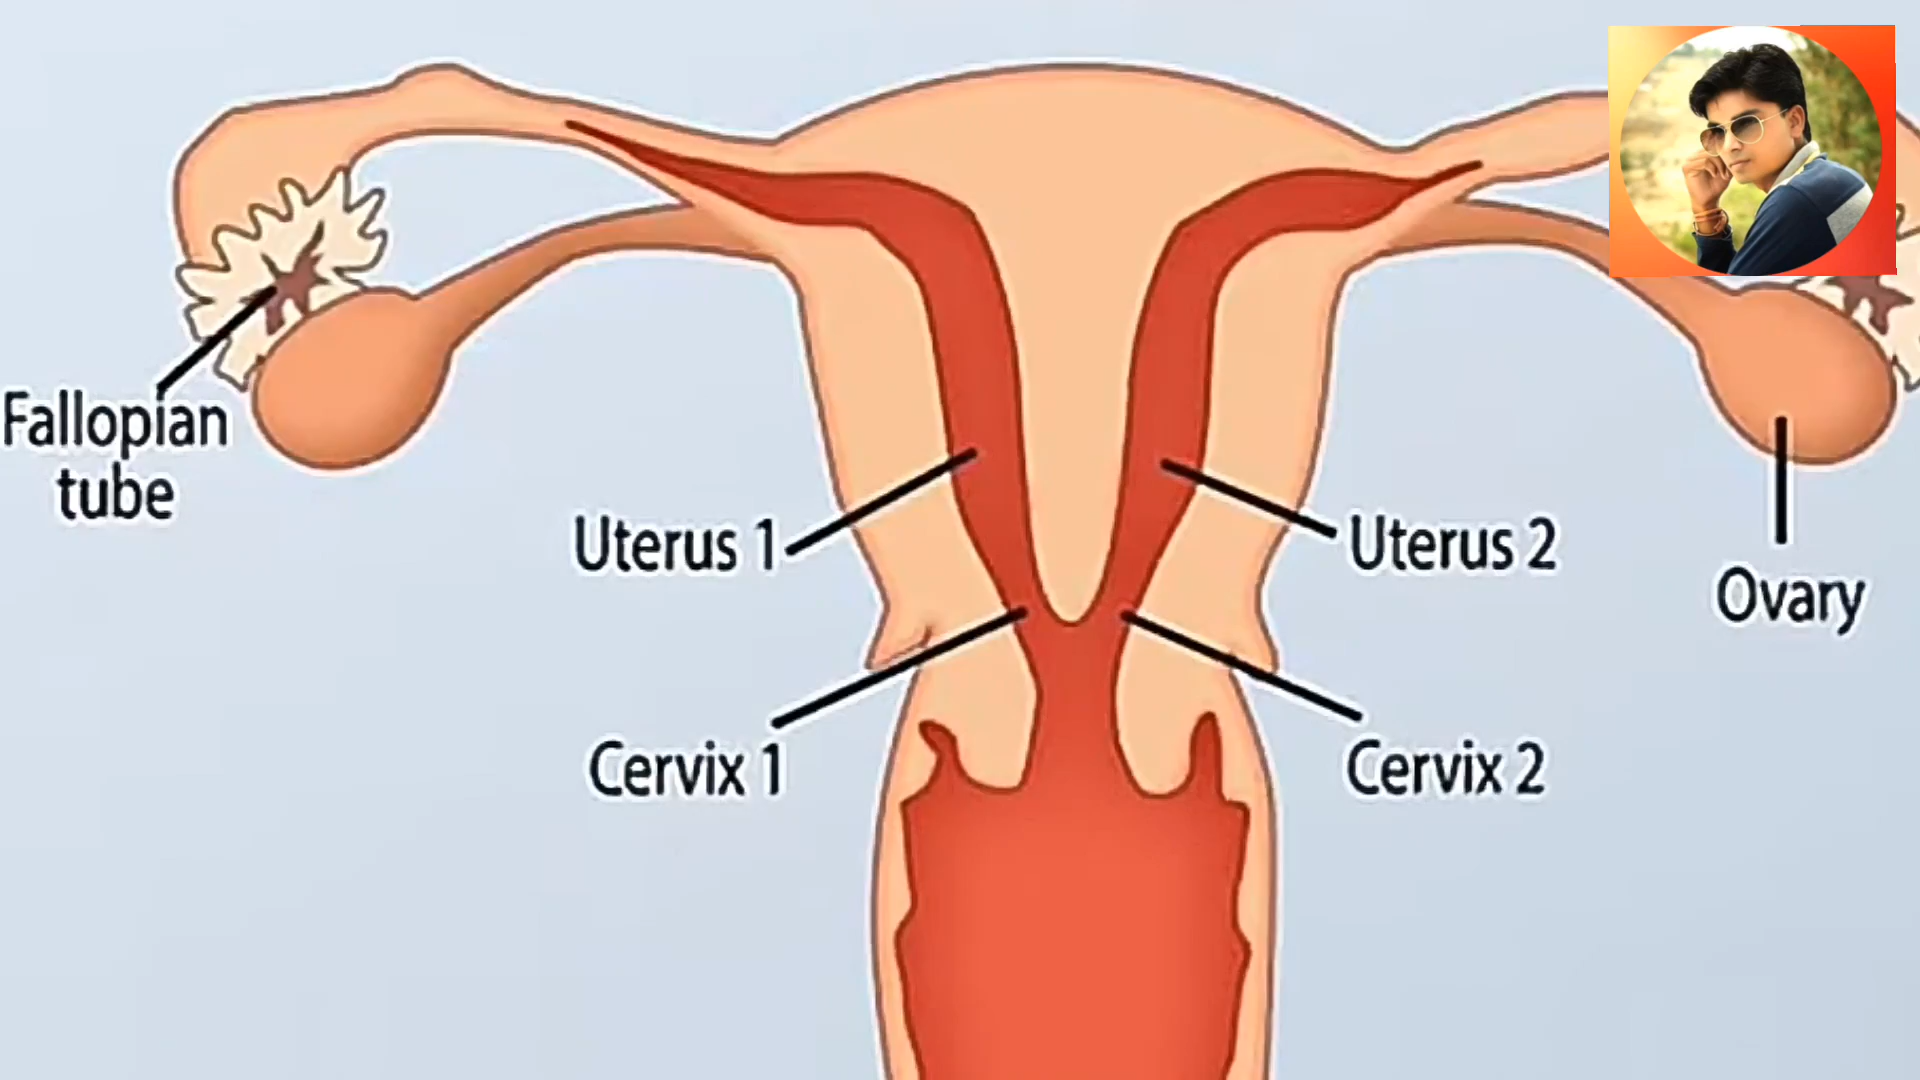 Fallopian
tube
Uterus 1
Uterus 2
Ovary
Cervix 1
Cervix 2